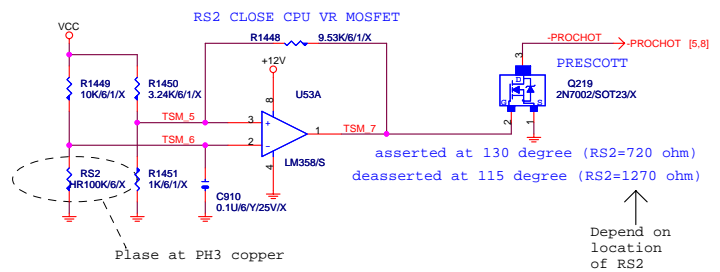 RS2 CLOSE CPU VR MOSFET
VCC
R1448
9.53K/6/1/X
-PROCHOT
-PROCHOT [5,8]
+12V
3
PRESCOTT
R1449
10K/6/1/X
R1450
3.24K/6/1/X
U53A
8
Q219
2N7002/SOT23/X
D
G
S
TSM_5
3
+
1
TSM_7
TSM_6
2
-
2
1
4
LM358/S
asserted at 130 degree (RS2=720 ohm)
RS2
HR100K/6/X
R1451
1K/6/1/X
deasserted at 115 degree (RS2=1270 ohm)
C910
0.1U/6/Y/25V/X
Plase at PH3 copper
Depend on
location
of RS2